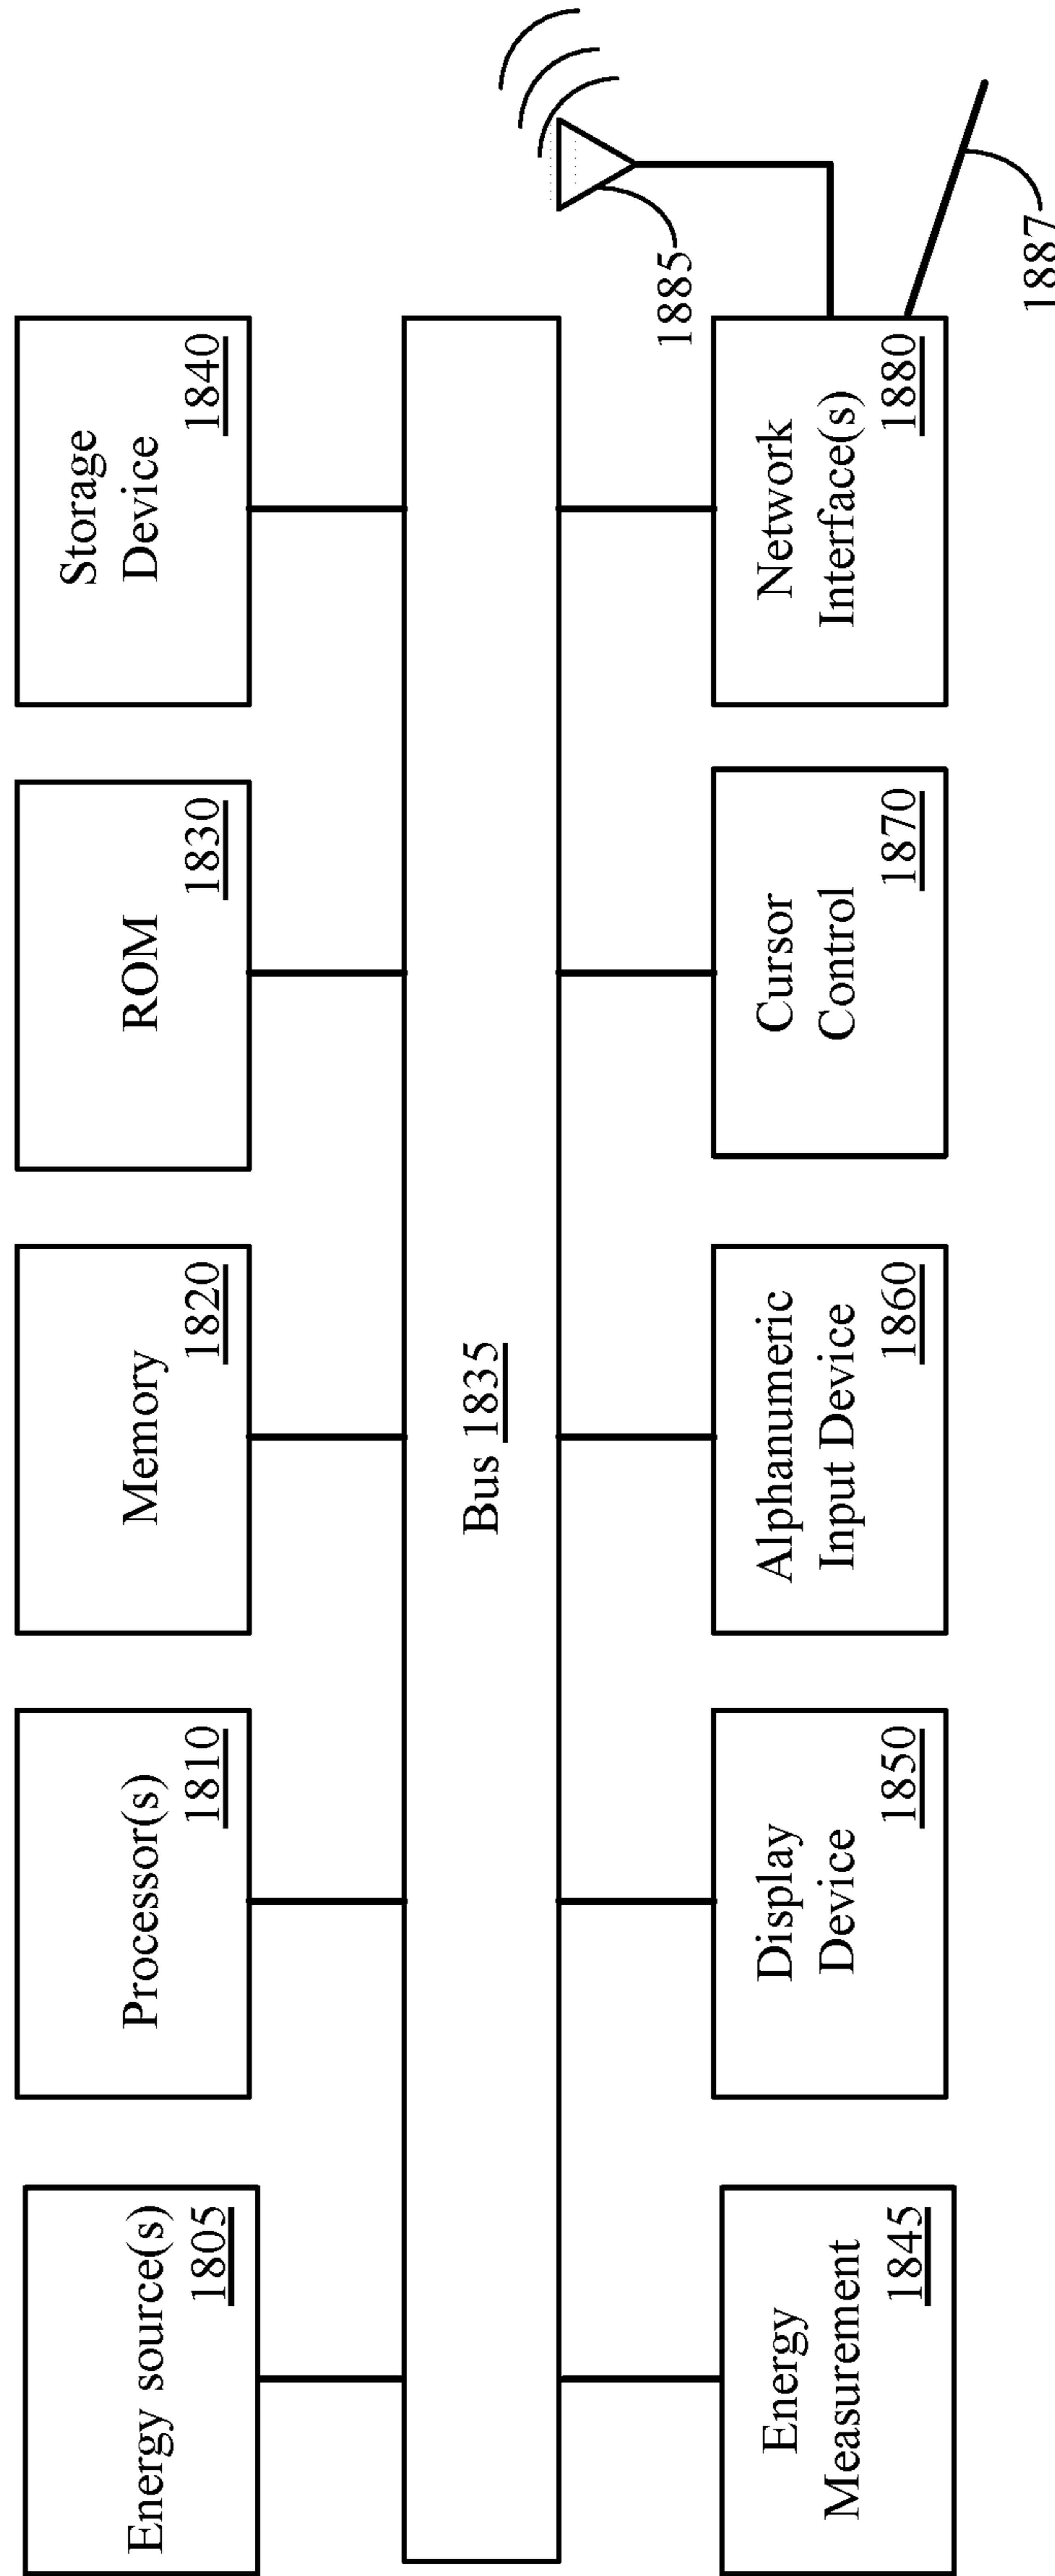 Energy source(s)
1805
Processor(s)
1810
Memory
1820
ROM
1830
Storage
Device
1840
Bus 1835
1885
Energy
Measurement
1845
Display
Device
1850
Alphanumeric
Input Device
1860
Cursor
Control
1870
Network
Interface(s)
1880
1887